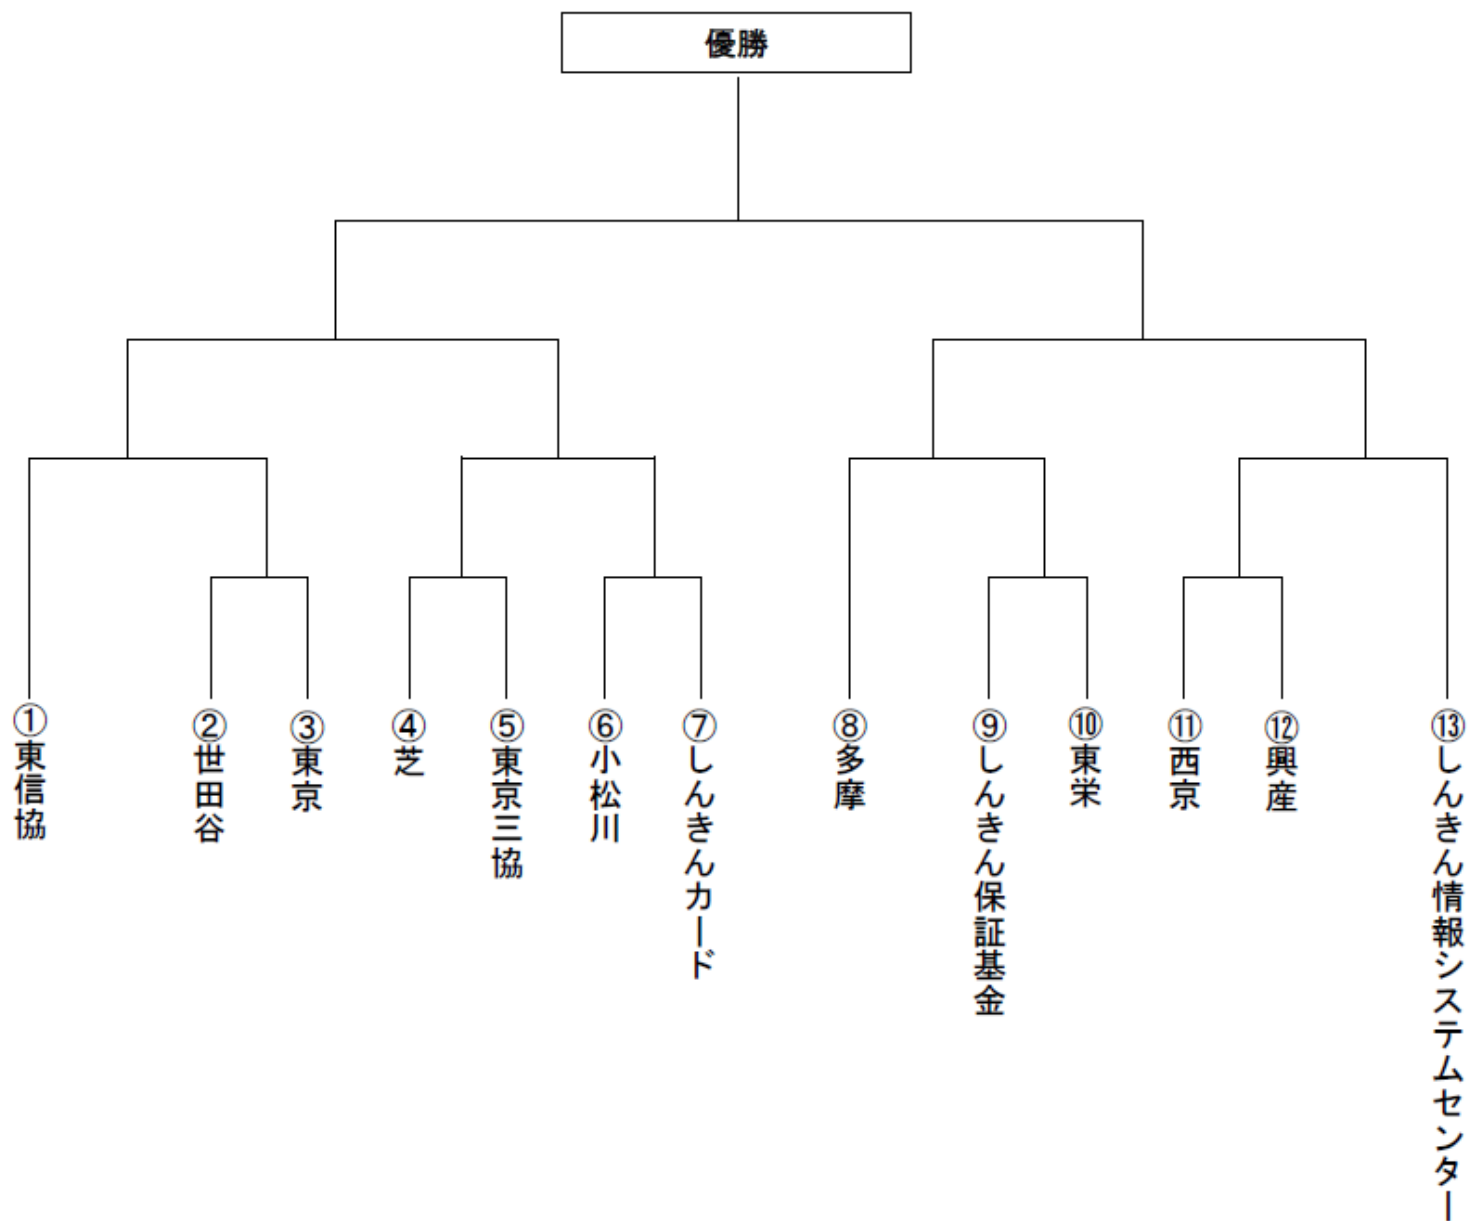 優勝
①東信協
②世田谷
③東京
④芝
⑤東京三協
⑥小松川
⑦しんきんカード
⑧多摩
⑨しんきん保証基金
⑩東栄
⑪西京
⑫興産
⑬しんきん情報システムセンター